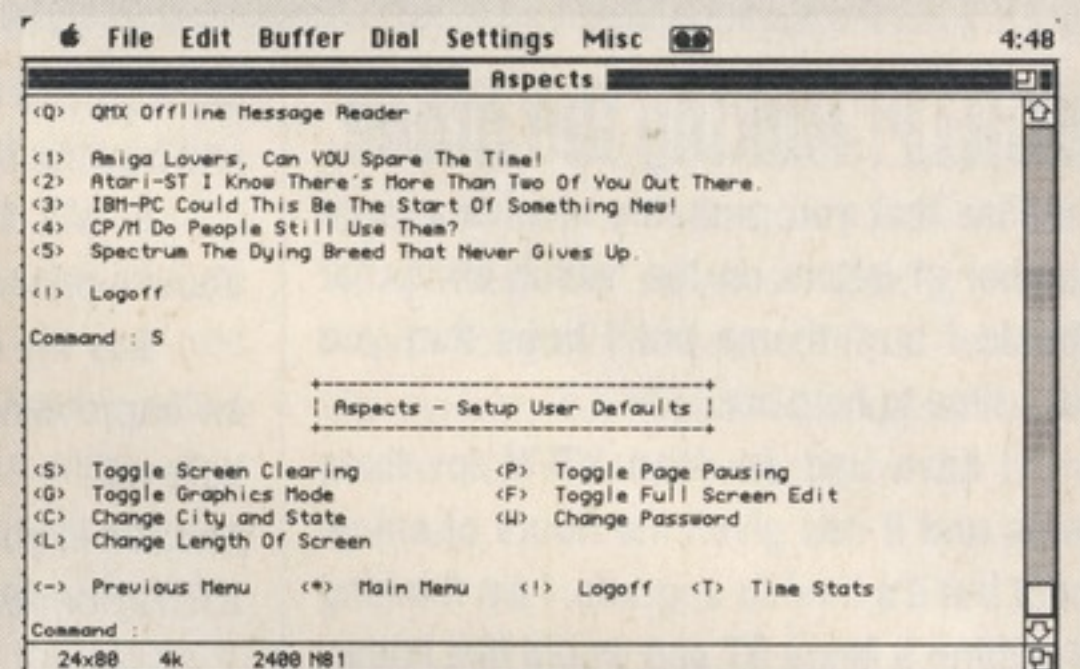 File Edit Buffer Dial Settings Misc 4:48
Aspects
<Q> QMX Offline Message Reader
<1> Amiga Lovers, Can YOU Spare The Time!
<2> Atari-ST I Know There's More Than Two Of You Out There.
<3> IBM-PC Could This Be The Start Of Something New!
<4> CP/M Do People Still Use Them?
<5> Spectrum The Dying Breed That Never Gives Up.
<!> Logoff
Command : S
Aspects - Setup User Defaults
<S> Toggle Screen Clearing <P> Toggle Page Pausing
<G> Toggle Graphics Mode <F> Toggle Full Screen Edit
<C> Change City and State <W> Change Password
<L> Change Length Of Screen
<-> Previous Menu <*> Main Menu <!> Logoff <T> Time Stats
Command :
24x80 4k 2400 N81